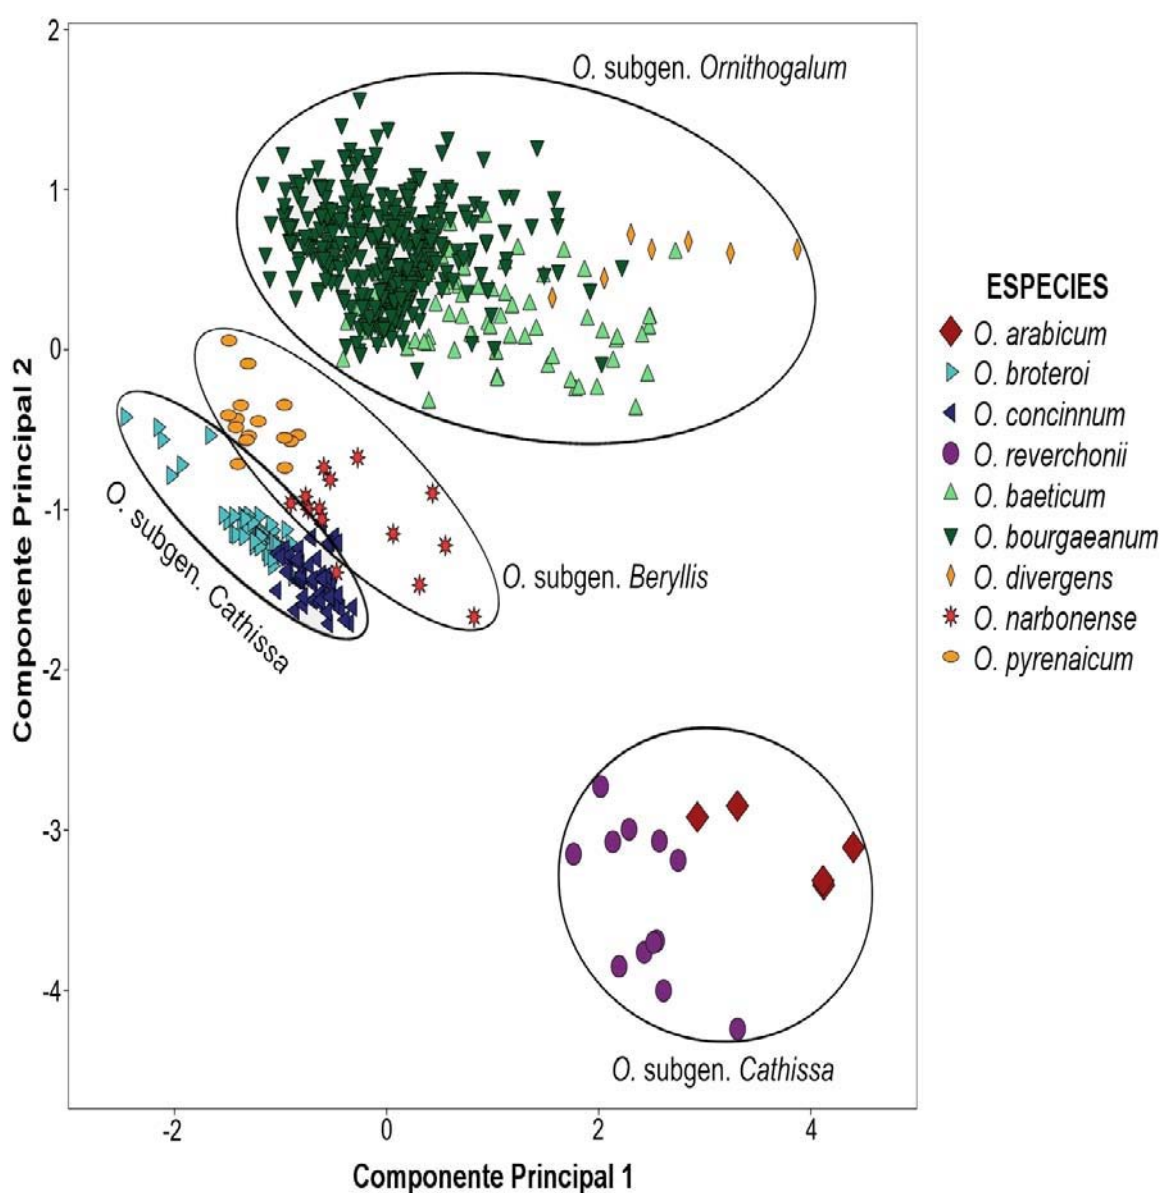 2
1
0
-1
-2
-3
-4
Componente Principal 2
O. subgen. Ornithogalum
O. subgen. Cathissa
O. subgen. Beryllis
O. subgen. Cathissa
-2
0
2
4
Componente Principal 1
ESPECIES
O. arabicum
O. broteroi
O. concinnum
O. reverchonii
O. baeticum
O. bourgaeanum
O. divergens
O. narbonense
O. pyrenaicum